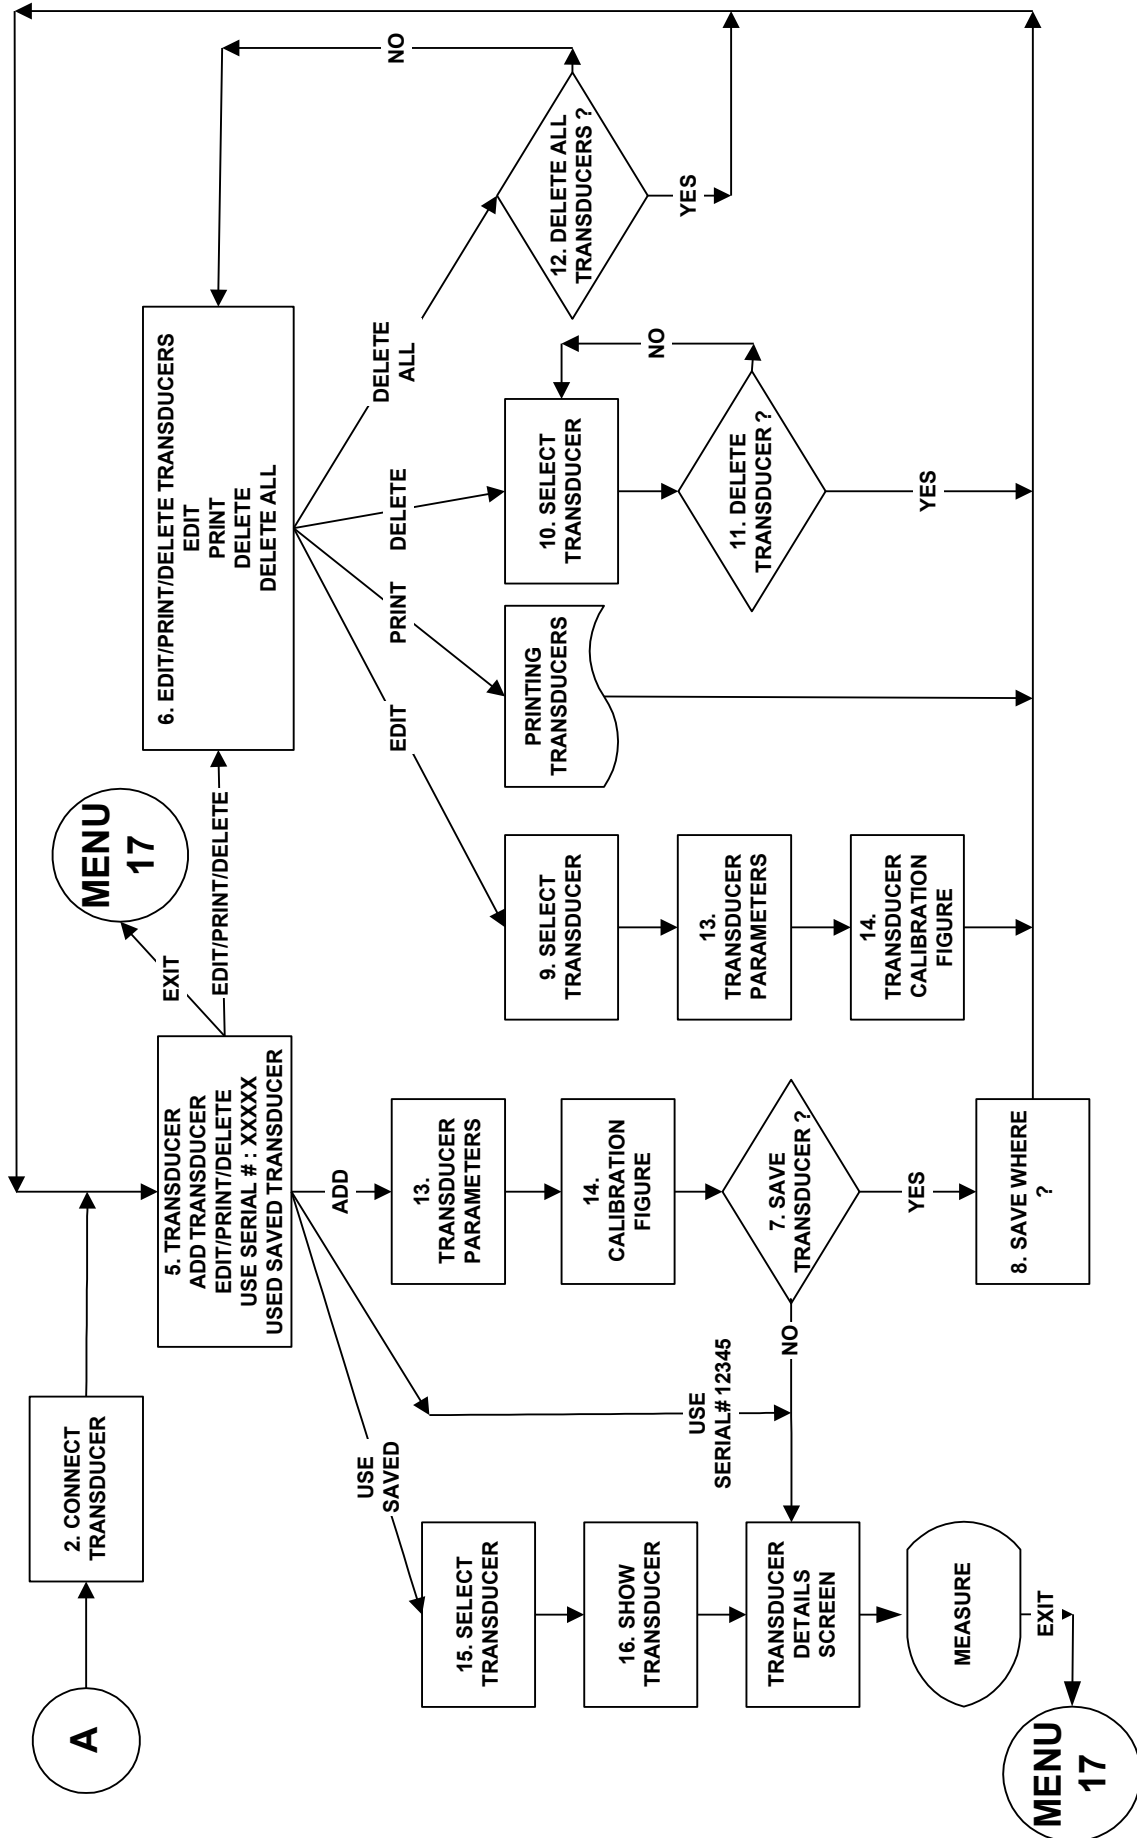 A
2. CONNECT
TRANSDUCER
5. TRANSDUCER
ADD TRANSDUCER
EDIT/PRINT/DELETE
USE SERIAL # : XXXXX
USED SAVED TRANSDUCER
EXIT
MENU
17
EDIT/PRINT/DELETE
6. EDIT/PRINT/DELETE TRANSDUCERS
EDIT
PRINT
DELETE
DELETE ALL
NO
USE
SAVED
ADD
EDIT
PRINT
DELETE
DELETE
ALL
15. SELECT
TRANSDUCER
16. SHOW
TRANSDUCER
TRANSDUCER
DETAILS
SCREEN
MEASURE
EXIT
MENU
17
USE
SERIAL# 12345
13.
TRANSDUCER
PARAMETERS
14.
CALIBRATION
FIGURE
7. SAVE
TRANSDUCER ?
NO
YES
8. SAVE WHERE
?
9. SELECT
TRANSDUCER
13.
TRANSDUCER
PARAMETERS
14.
TRANSDUCER
CALIBRATION
FIGURE
PRINTING
TRANSDUCERS
10. SELECT
TRANSDUCER
11. DELETE
TRANSDUCER ?
NO
YES
12. DELETE ALL
TRANSDUCERS ?
YES